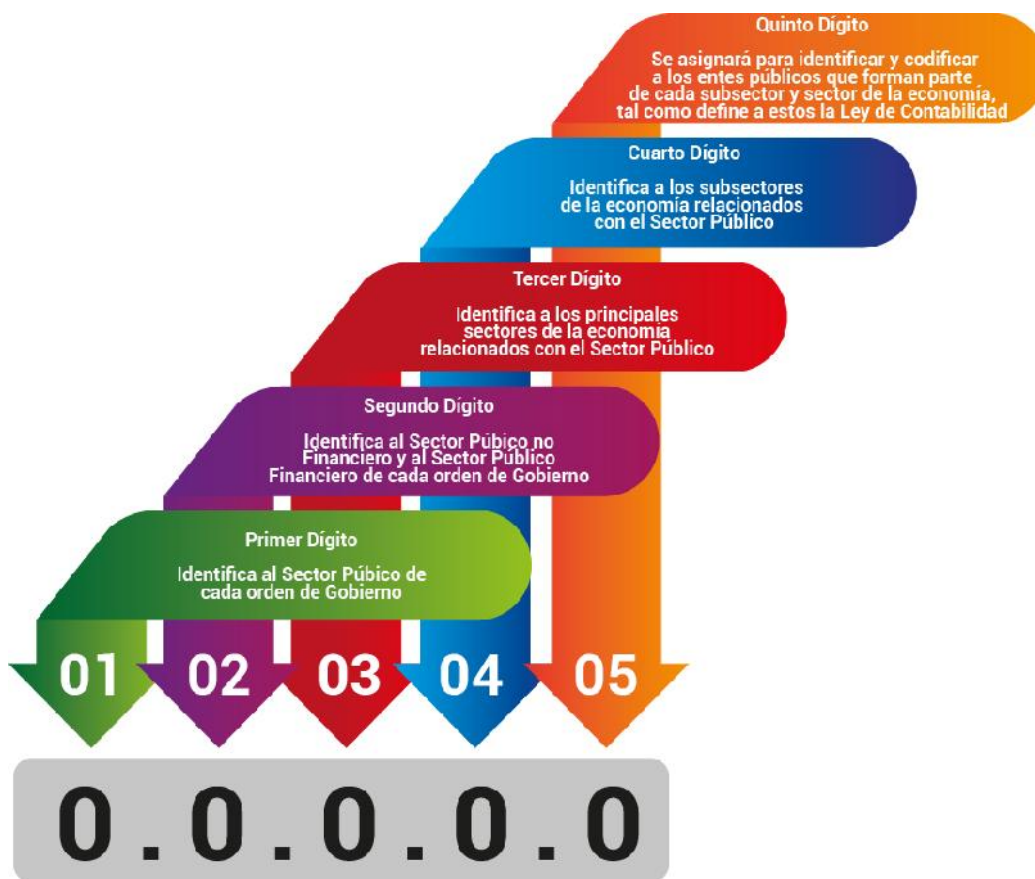 Quinto Dígito
Se asignará para identificar y codificar
a los entes públicos que forman parte
de cada subsector y sector de la economía,
tal como define a estos la Ley de Contabilidad
Cuarto Dígito
Identifica a los subsectores
de la economía relacionados
con el Sector Público
Tercer Dígito
Identifica a los principales
sectores de la economía
relacionados con el Sector Público
Segundo Dígito
Identifica al Sector Púbico no
Financiero y al Sector Público
Financiero de cada orden de Gobierno
Primer Dígito
Identifica al Sector Púbico de
cada orden de Gobierno
01 02 03 04 05
0 . 0 . 0 . 0 . 0